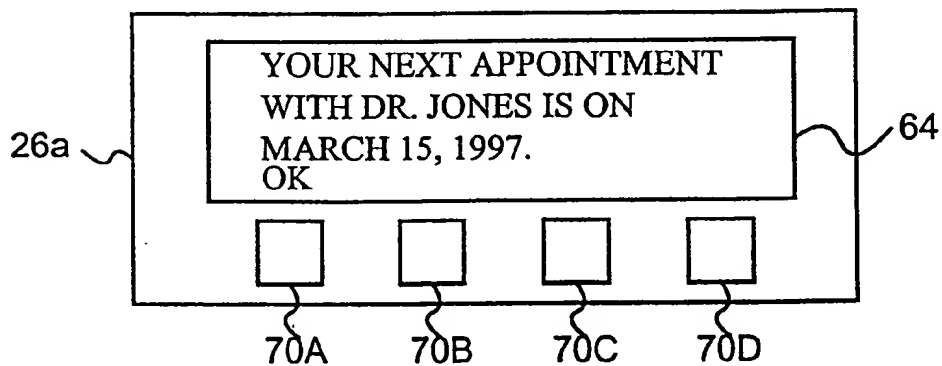 YOUR NEXT APPOINTMENT
WITH DR. JONES IS ON
MARCH 15, 1997.
OK
26a
64
70A 70B 70C 70D